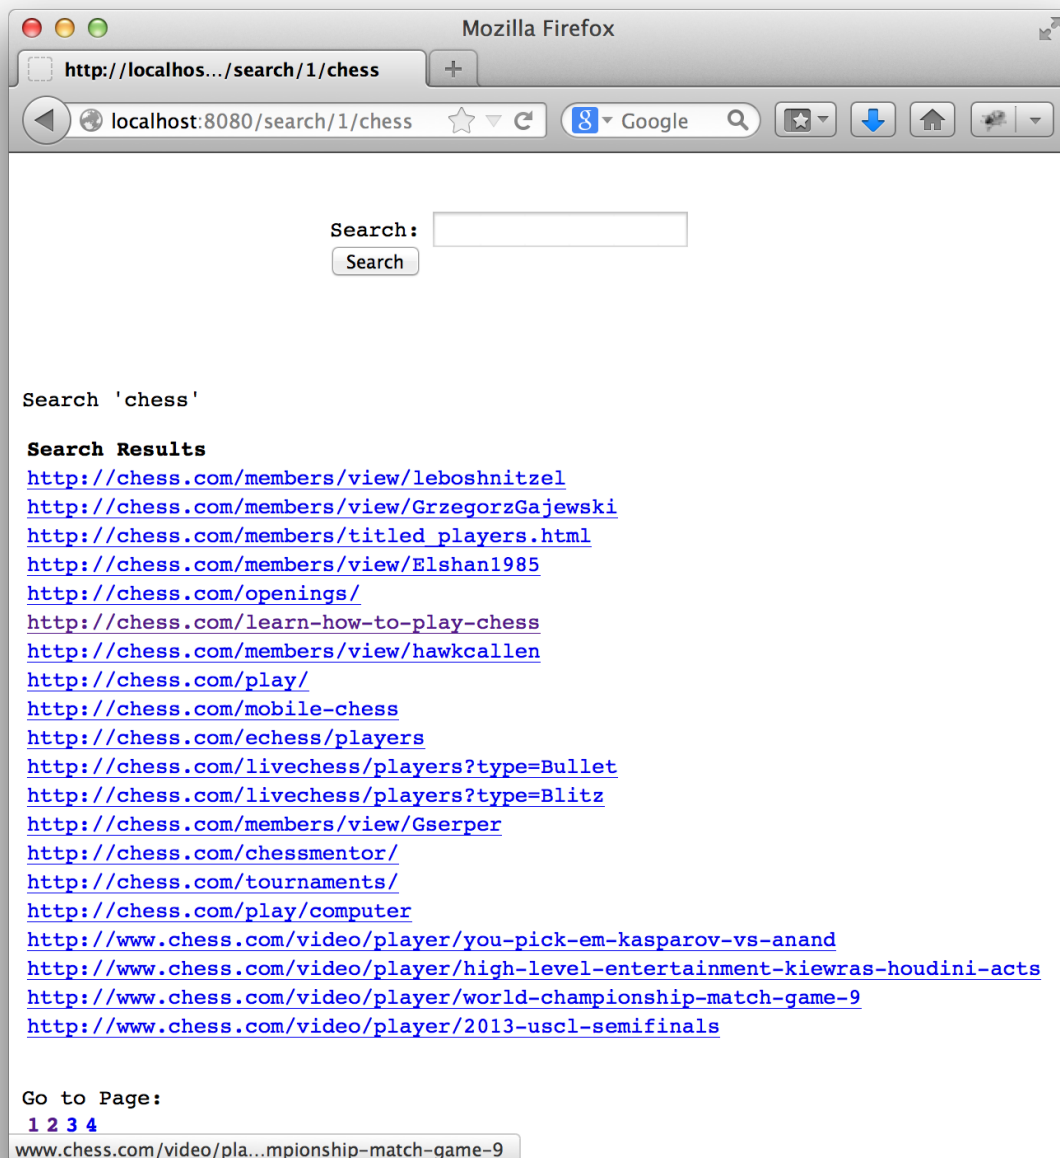 Mozilla Firefox
http://localhos.../search/1/chess
localhost:8080/search/1/chess
Google
Search:
Search
Search 'chess'
Search Results
http://chess.com/members/view/leboshnitzel
http://chess.com/members/view/GrzegorzGajewski
http://chess.com/members/titled_players.html
http://chess.com/members/view/Elshan1985
http://chess.com/openings/
http://chess.com/learn-how-to-play-chess
http://chess.com/members/view/hawkcallen
http://chess.com/play/
http://chess.com/mobile-chess
http://chess.com/echess/players
http://chess.com/livechess/players?type=Bullet
http://chess.com/livechess/players?type=Blitz
http://chess.com/members/view/Gserper
http://chess.com/chessmentor/
http://chess.com/tournaments/
http://chess.com/play/computer
http://www.chess.com/video/player/you-pick-em-kasparov-vs-anand
http://www.chess.com/video/player/high-level-entertainment-kiewras-houdini-acts
http://www.chess.com/video/player/world-championship-match-game-9
http://www.chess.com/video/player/2013-uscl-semifinals
Go to Page:
1 2 3 4
www.chess.com/video/pla...mpionship-match-game-9